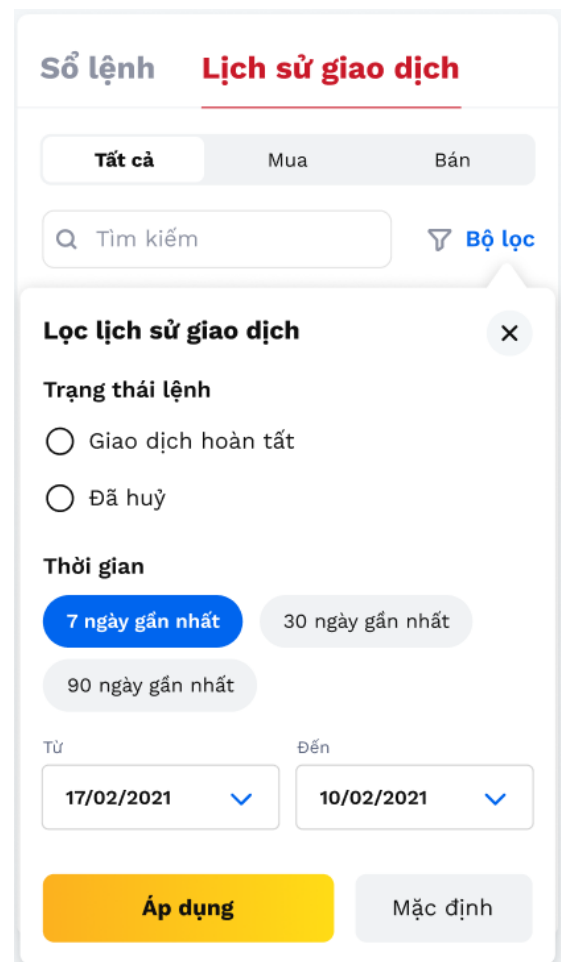 Sổ lệnh Lịch sử giao dịch
Tất cả Mua Bán
Tìm kiếm Bộ lọc
Lọc lịch sử giao dịch
Trạng thái lệnh
Giao dịch hoàn tất
Đã huỷ
Thời gian
7 ngày gần nhất 30 ngày gần nhất
90 ngày gần nhất
Từ Đến
17/02/2021 10/02/2021
Áp dụng Mặc định